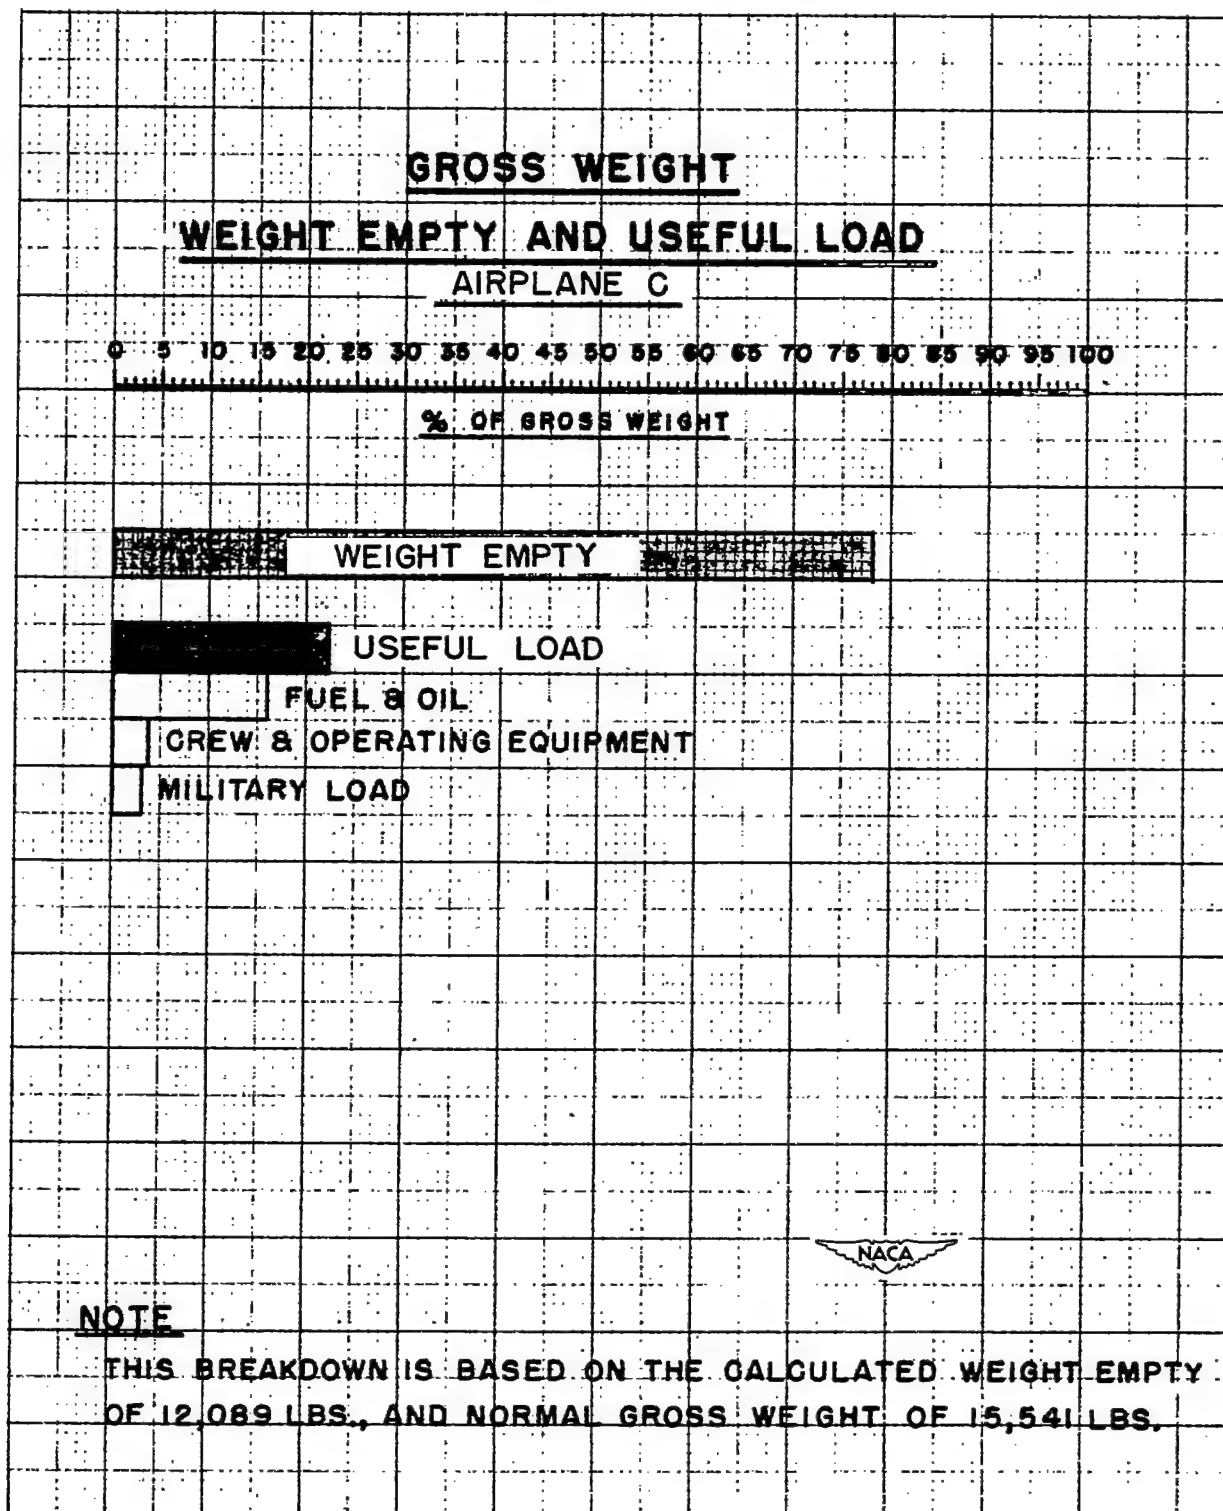 GROSS WEIGHT
WEIGHT EMPTY AND USEFUL LOAD
AIRPLANE C
0 5 10 15 20 25 30 35 40 45 50 55 60 65 70 75 80 85 90 95 100
% OF GROSS WEIGHT
WEIGHT EMPTY
USEFUL LOAD
FUEL & OIL
CREW & OPERATING EQUIPMENT
MILITARY LOAD
NACA
NOTE
THIS BREAKDOWN IS BASED ON THE CALCULATED WEIGHT EMPTY
OF 12,089 LBS., AND NORMAL GROSS WEIGHT OF 15,541 LBS.